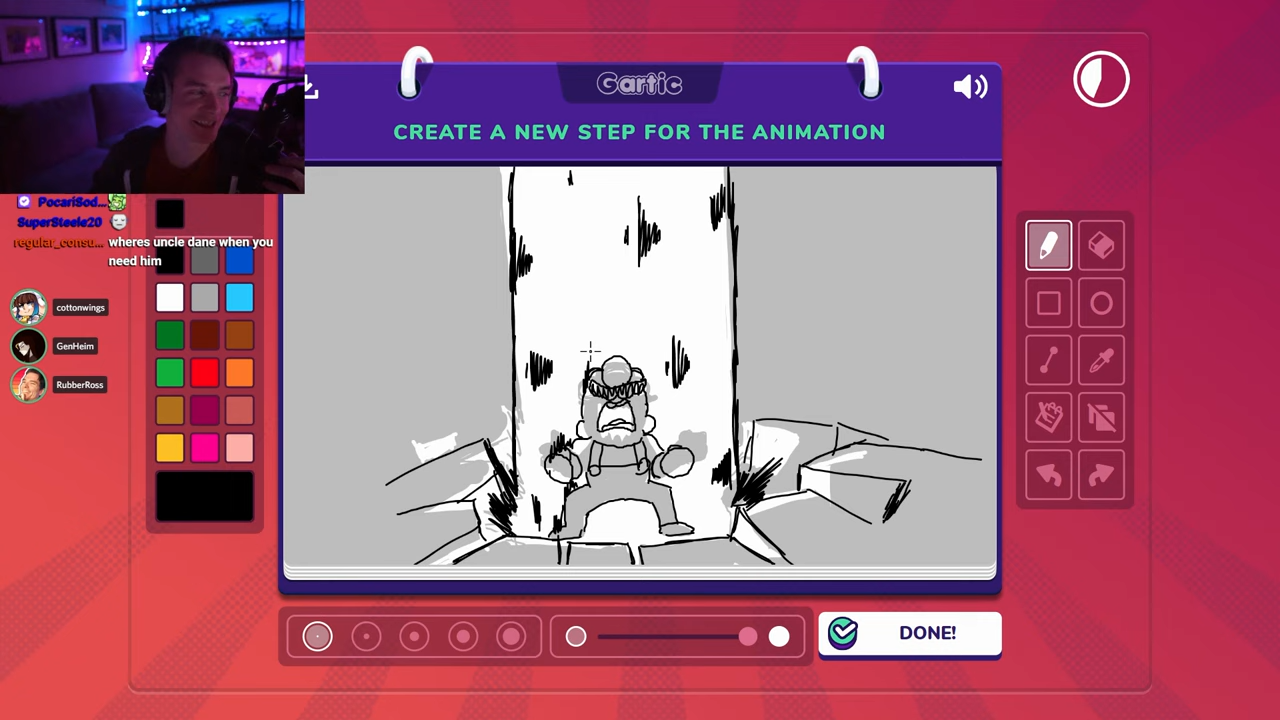 Gartic
CREATE A NEW STEP FOR THE ANIMATION
PocariSod...
SuperSteele20
regular_consu... wheres uncle dane when you
need him
cottonwings
GenHeim
RubberRoss
DONE!